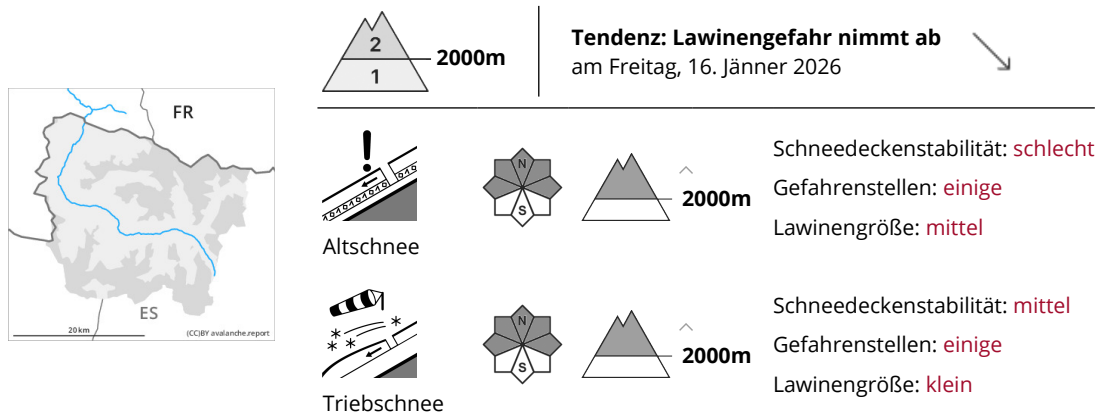 2
1
2000m
Tendenz: Lawinengefahr nimmt ab
am Freitag, 16. Jänner 2026
FR
ES
20 km
(CC)BY avalanche.report
Altschnee
N
S
2000m
Schneedeckenstabilität: schlecht
Gefahrenstellen: einige
Lawinengröße: mittel
Triebschnee
N
S
2000m
Schneedeckenstabilität: mittel
Gefahrenstellen: einige
Lawinengröße: klein